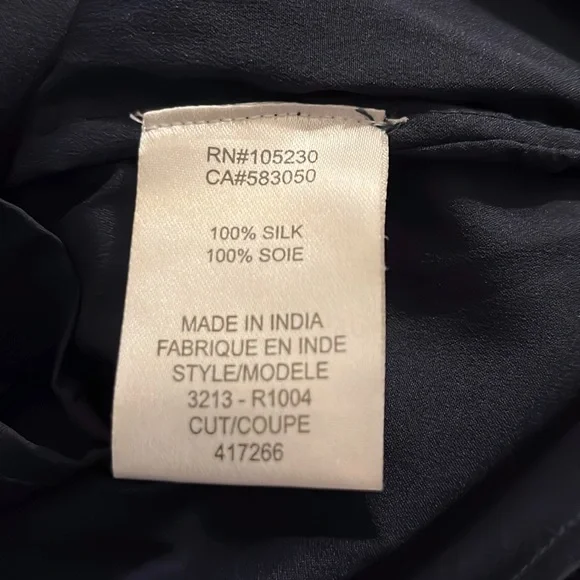 RN#105230
CA#583050
100% SILK
100% SOIE
MADE IN INDIA
FABRIQUE EN INDE
STYLE/MODELE
3213 - R1004
CUT/COUPE
417266